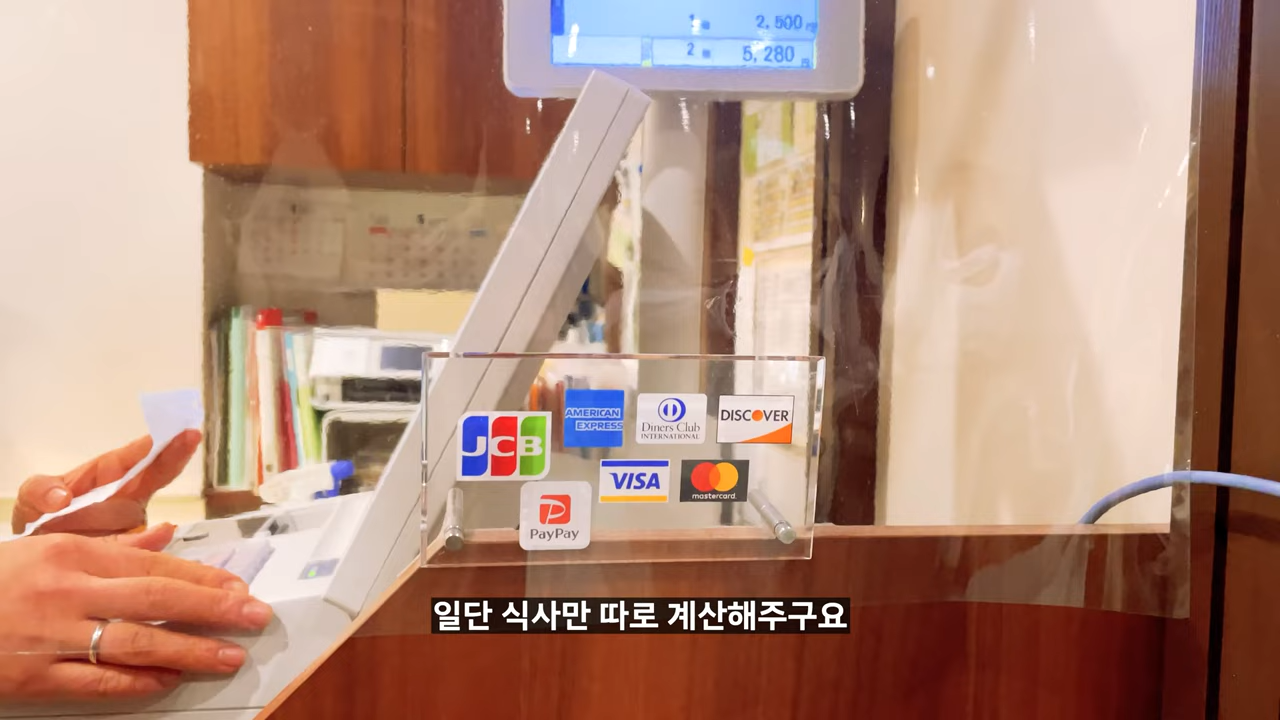 1 2,500
2 5,280
JCB
AMERICAN
EXPRESS
Diners Club
INTERNATIONAL
DISCOVER
VISA
mastercard.
PayPay
일단 식사만 따로 계산해주구요